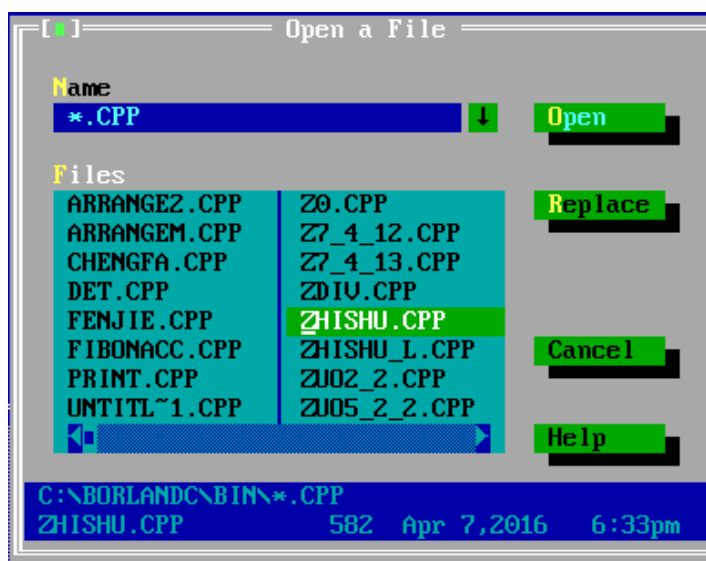 Open a File
Name
*.CPP
Open
Files
ARRANGE2.CPP Z0.CPP
Replace
ARRANGEM.CPP Z7_4_12.CPP
CHENGFA.CPP Z7_4_13.CPP
DET.CPP ZDIV.CPP
FENJIE.CPP ZHISHU.CPP
FIBONACC.CPP ZHISHU_L.CPP
Cancel
PRINT.CPP ZUO2_2.CPP
UNTITL~1.CPP ZUO5_2_2.CPP
Help
C:\BORLANDC\BIN\*.CPP
ZHISHU.CPP 582 Apr 7,2016 6:33pm